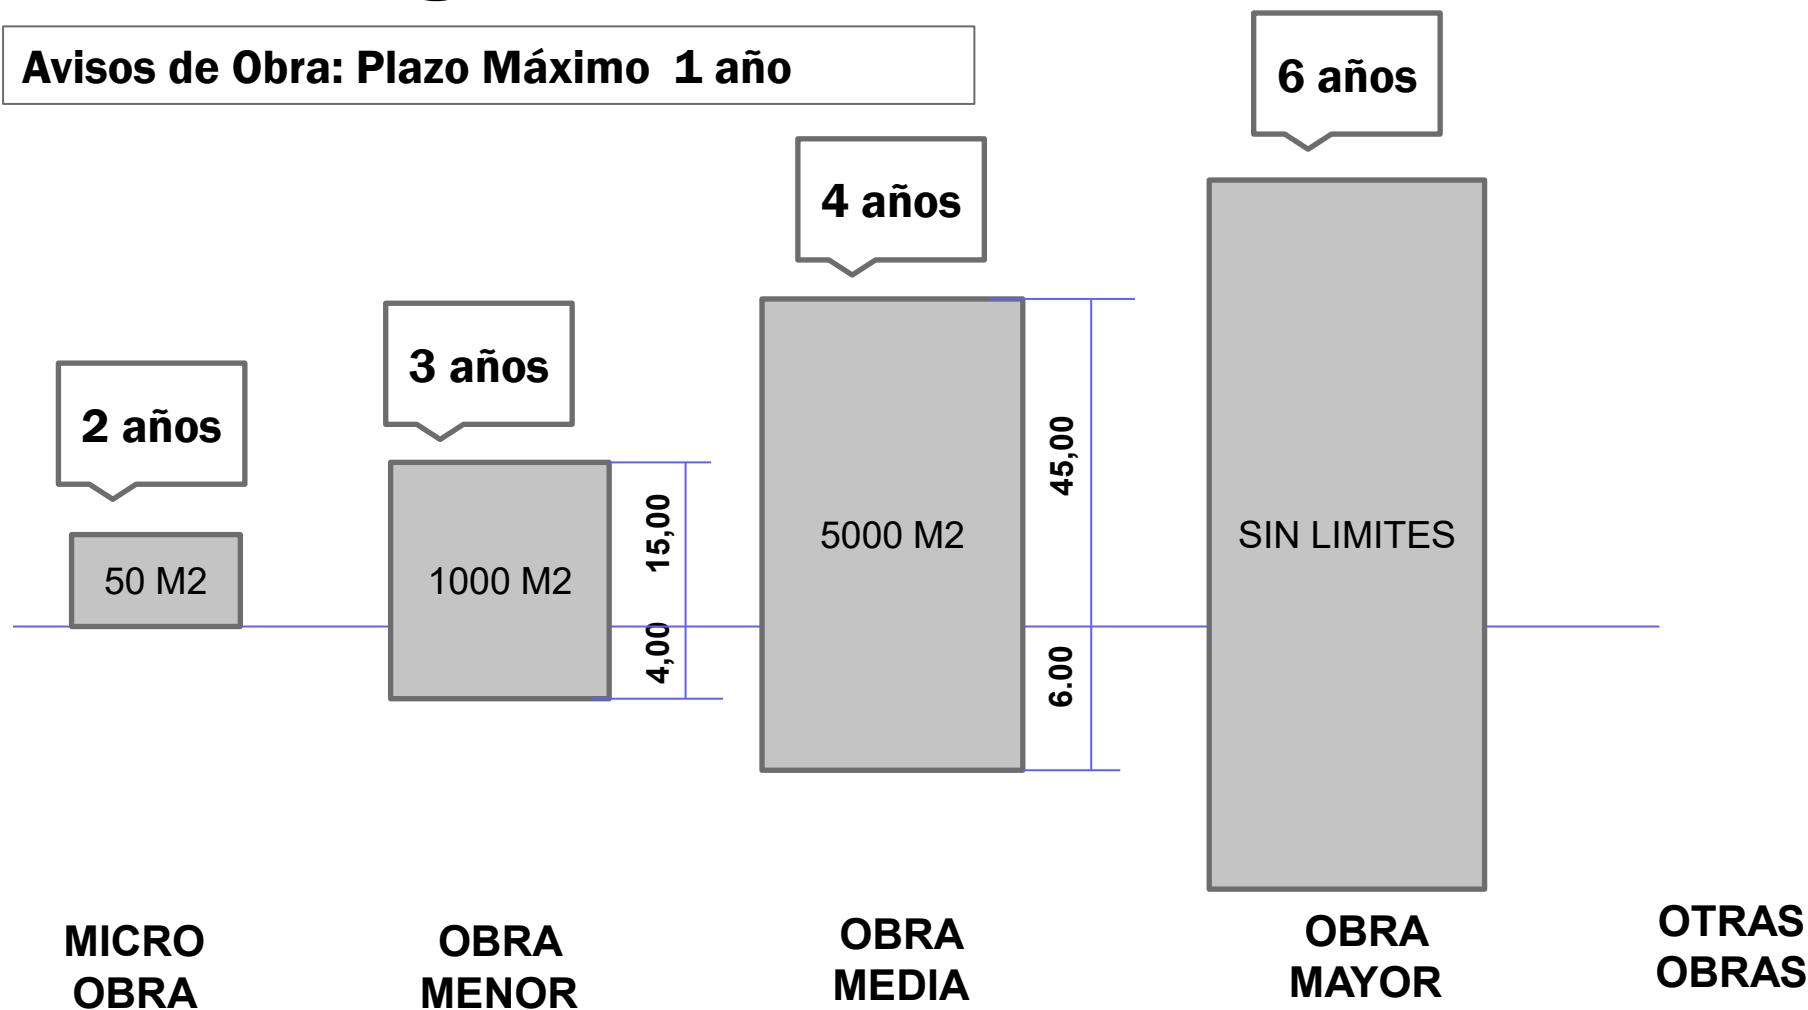 Avisos de Obra: Plazo Máximo 1 año
6 años
4 años
3 años
2 años
45,00
15,00
5000 M2
SIN LIMITES
50 M2
1000 M2
4,00
6.00
MICRO
OBRA
OBRA
MENOR
OBRA
MEDIA
OBRA
MAYOR
OTRAS
OBRAS